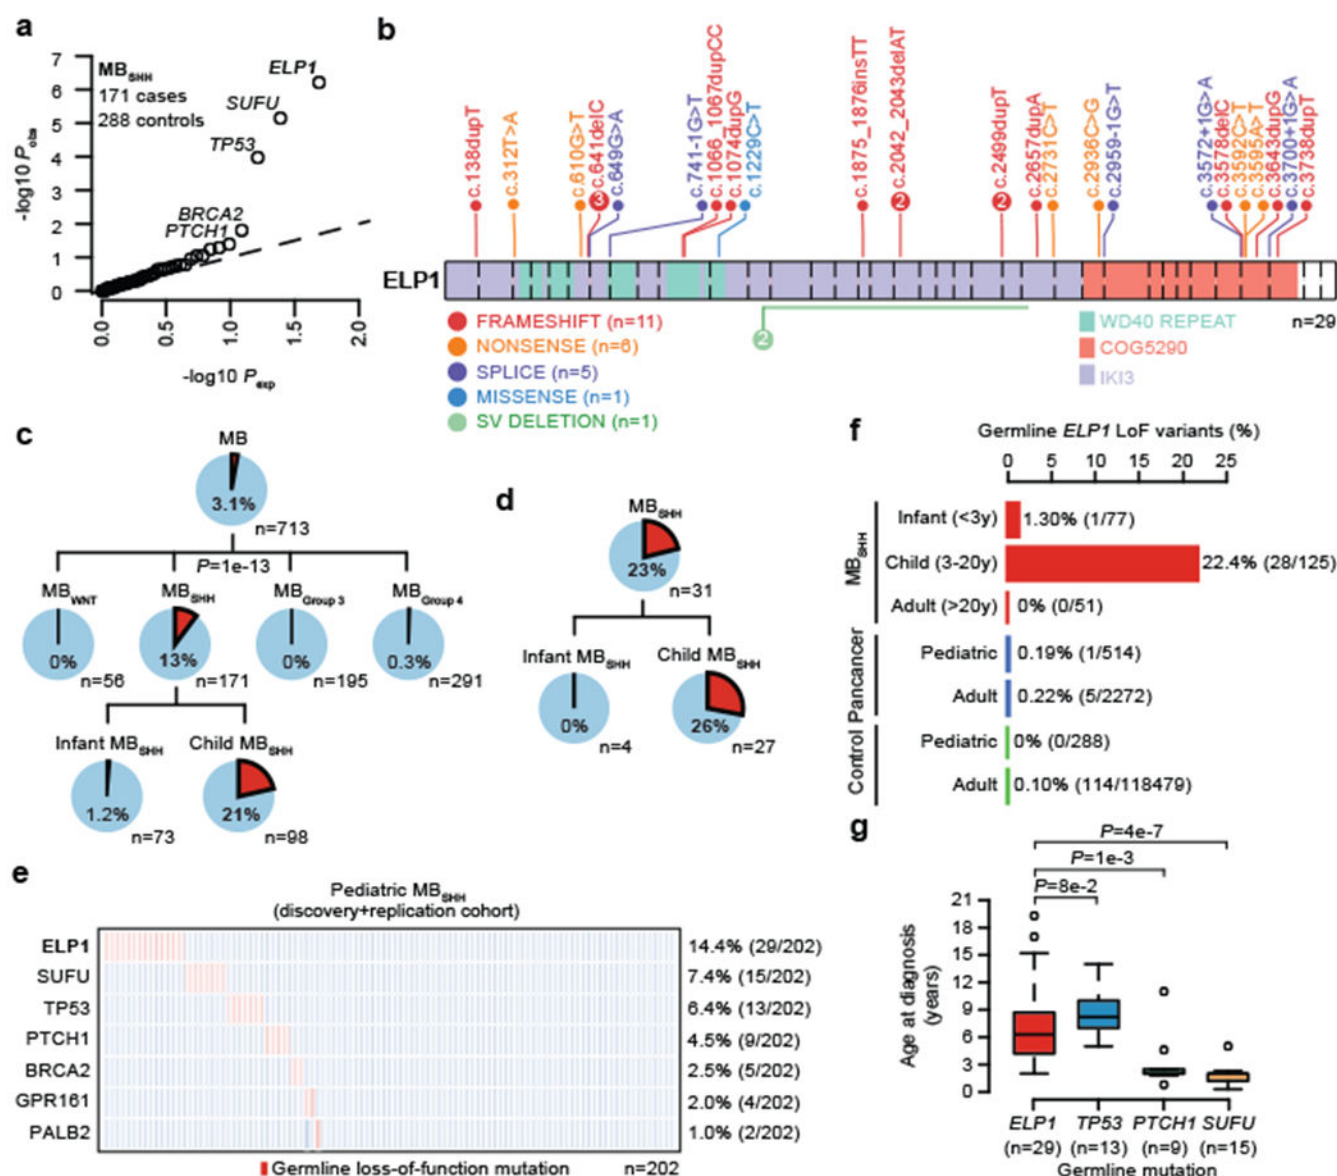 a
7
6
5
4
3
2
1
0
-log10 Pobs
MBSHH
171 cases
288 controls
ELP1
SUFU
TP53
BRCA2
PTCH1
0.0 0.5 1.0 1.5 2.0
-log10 Pexp
b
c.138dupT
c.312T>A
c.610G>T
c.641delC
3
c.649G>A
c.741-1G>T
c.1066_1067dupCC
c.1074dupG
c.1229C>T
c.1875_1876insTT
c.2042_2043delAT
2
c.2499dupT
2
c.2657dupA
c.2731C>T
c.2936C>G
c.2959-1G>T
c.3572+1G>A
c.3578delC
c.3592C>T
c.3595A>T
c.3643dupG
c.3700+1G>A
c.3738dupT
ELP1
FRAMESHIFT (n=11)
NONSENSE (n=6)
SPLICE (n=5)
MISSENSE (n=1)
SV DELETION (n=1)
2
WD40 REPEAT
COG5290
IKI3
n=29
c
MB
3.1%
n=713
P=1e-13
MBWNT MBSHH MBGroup 3 MBGroup 4
0% 13% 0% 0.3%
n=56 n=171 n=195 n=291
Infant MBSHH Child MBSHH
1.2% 21%
n=73 n=98
d
MBSHH
23%
n=31
Infant MBSHH Child MBSHH
0% 26%
n=4 n=27
e
Pediatric MBSHH
(discovery+replication cohort)
ELP1 14.4% (29/202)
SUFU 7.4% (15/202)
TP53 6.4% (13/202)
PTCH1 4.5% (9/202)
BRCA2 2.5% (5/202)
GPR161 2.0% (4/202)
PALB2 1.0% (2/202)
Germline loss-of-function mutation n=202
f
Germline ELP1 LoF variants (%)
0 5 10 15 20 25
MBSHH
Infant (<3y) 1.30% (1/77)
Child (3-20y) 22.4% (28/125)
Adult (>20y) 0% (0/51)
Pancancer
Pediatric 0.19% (1/514)
Adult 0.22% (5/2272)
Control
Pediatric 0% (0/288)
Adult 0.10% (114/118479)
g
P=4e-7
P=1e-3
P=8e-2
21
18
15
12
9
6
3
0
Age at diagnosis
(years)
ELP1 TP53 PTCH1 SUFU
(n=29) (n=13) (n=9) (n=15)
Germline mutation